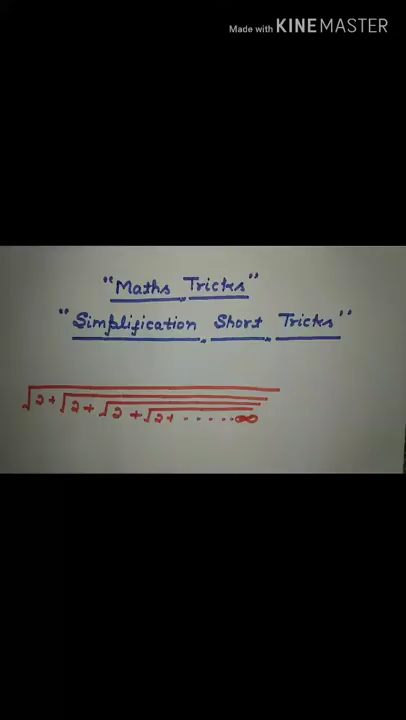 Made with KINEMASTER
"Maths Tricks"
"Simplification Short Tricks"
√2+√2+√2+√2+......∞